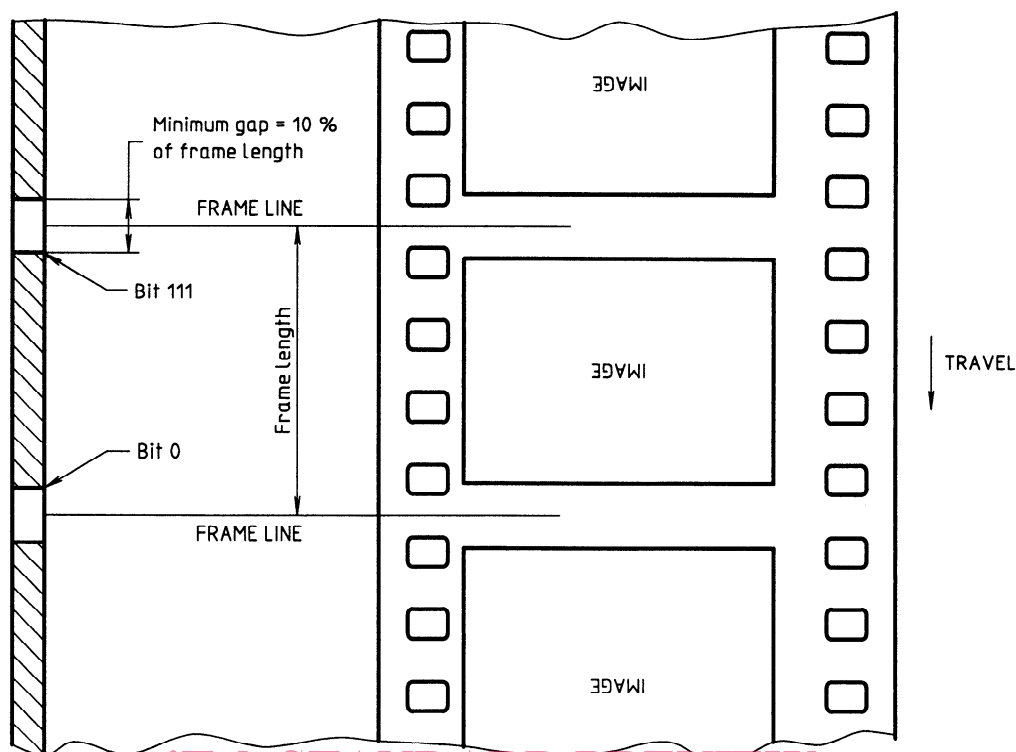 IMAGE
Minimum gap = 10 %
of frame length
FRAME LINE
Bit 111
Frame length
IMAGE
TRAVEL
Bit 0
FRAME LINE
IMAGE